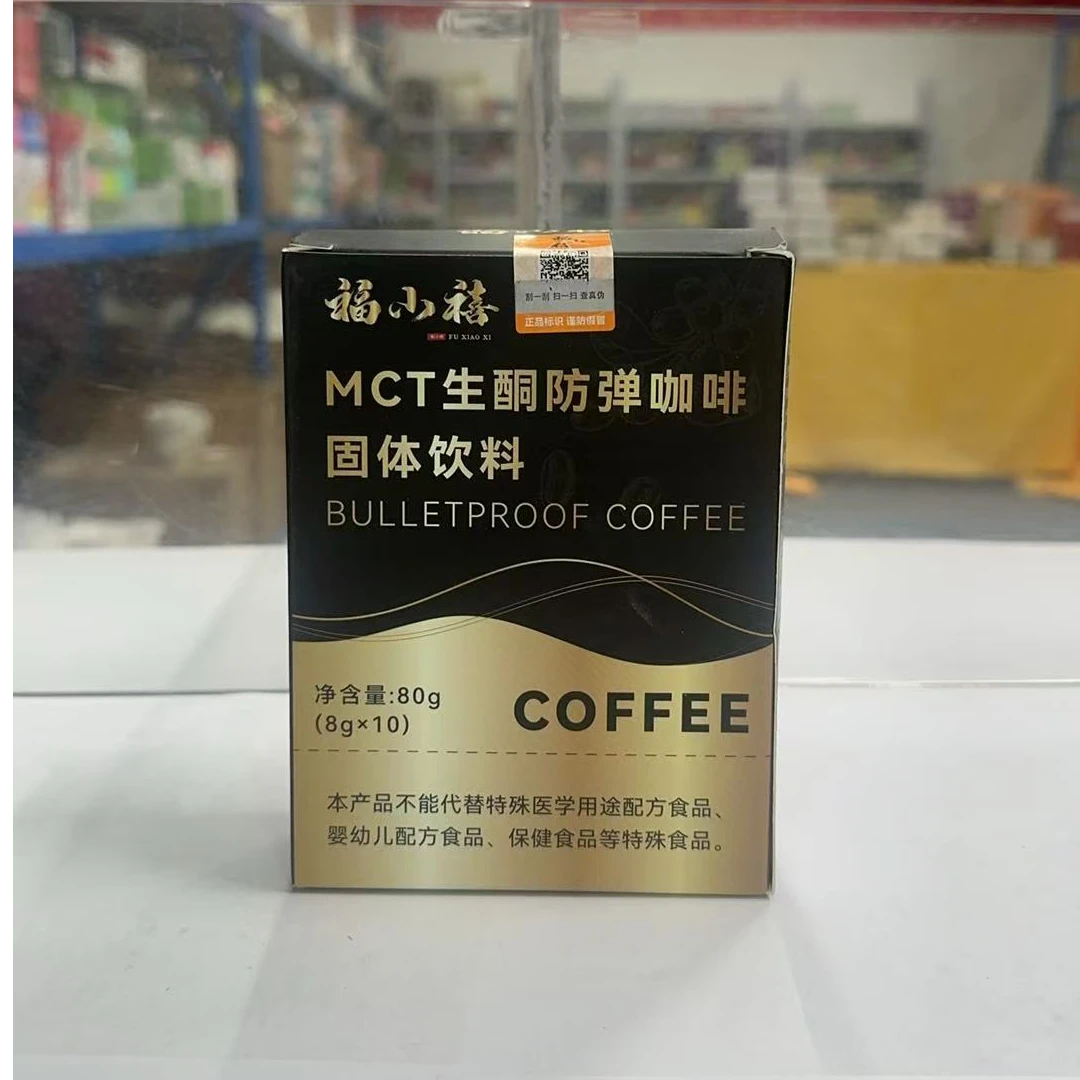 福小禧
FU XIAO XI
刮一刮 扫一扫 查真伪
正品标识 谨防假冒
MCT生酮防弹咖啡
固体饮料
BULLETPROOF COFFEE
净含量:80g
(8g×10)
COFFEE
本产品不能代替特殊医学用途配方食品、
婴幼儿配方食品、保健食品等特殊食品。